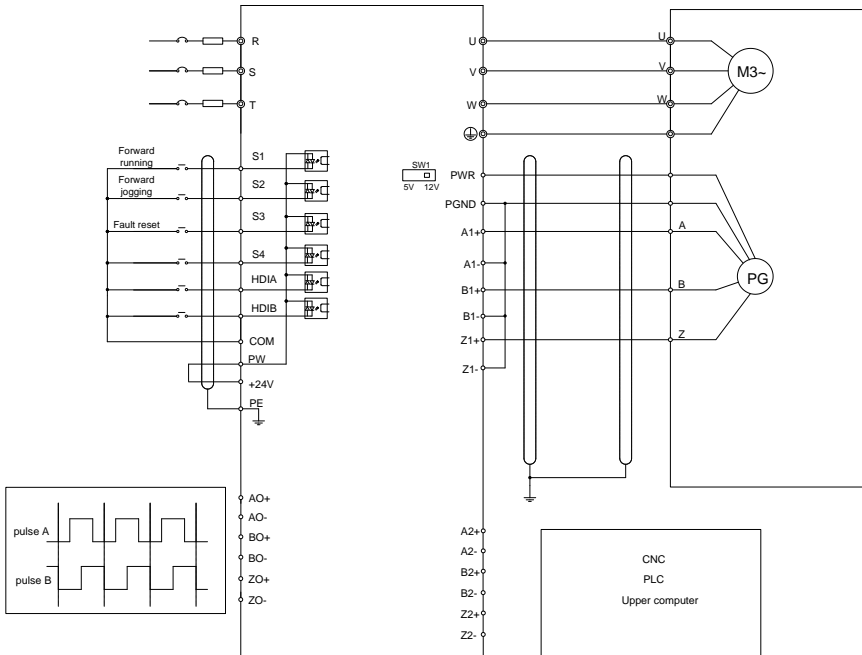 R
S
T
U
V
W
U
V
W
M3~
Forward
running
Forward
jogging
Fault reset
S1
S2
S3
S4
HDIA
HDIB
COM
PW
+24V
PE
SW1
5V 12V
PWR
PGND
A1+
A1-
B1+
B1-
Z1+
Z1-
A
B
Z
PG
pulse A
pulse B
AO+
AO-
BO+
BO-
ZO+
ZO-
A2+
A2-
B2+
B2-
Z2+
Z2-
CNC
PLC
Upper computer